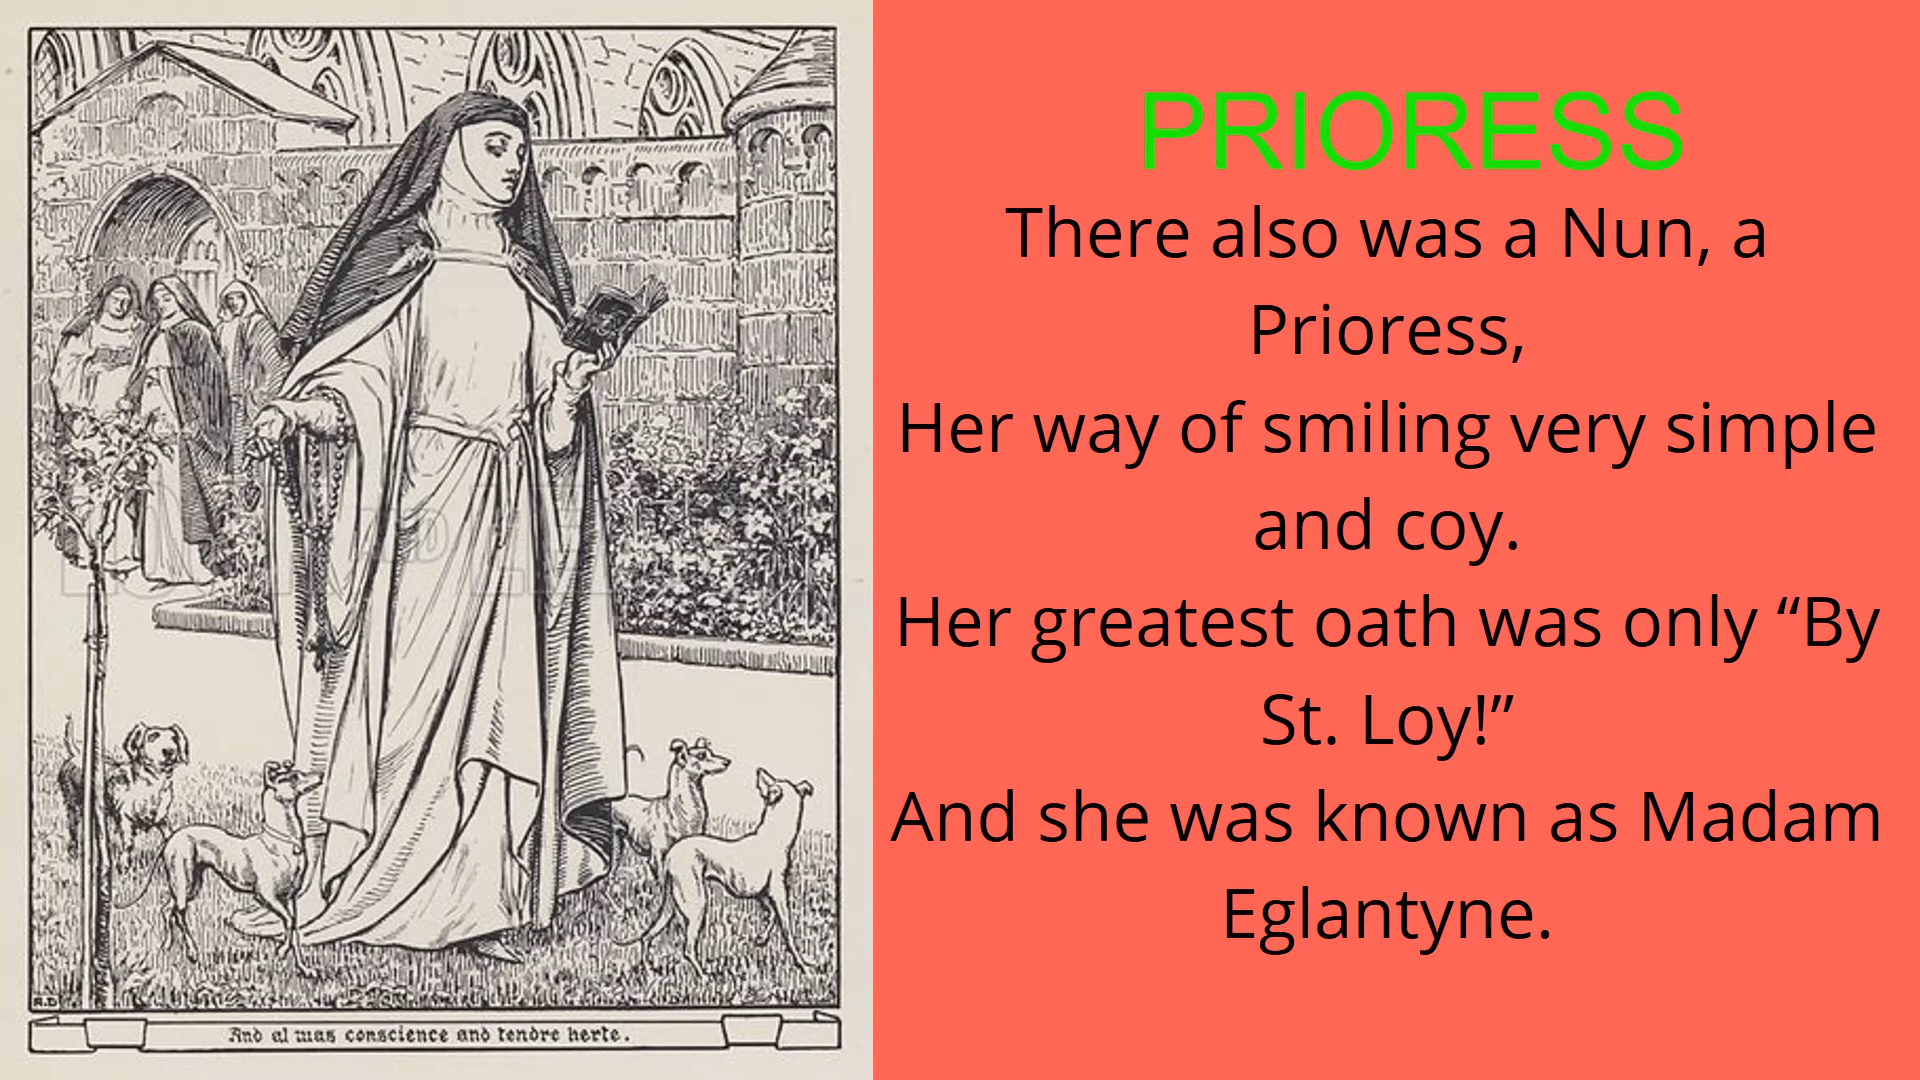 PRIORESS
There also was a Nun, a
Prioress,
Her way of smiling very simple
and coy.
Her greatest oath was only “By
St. Loy!”
And she was known as Madam
Eglantyne.
And al was conscience and tendre herte.